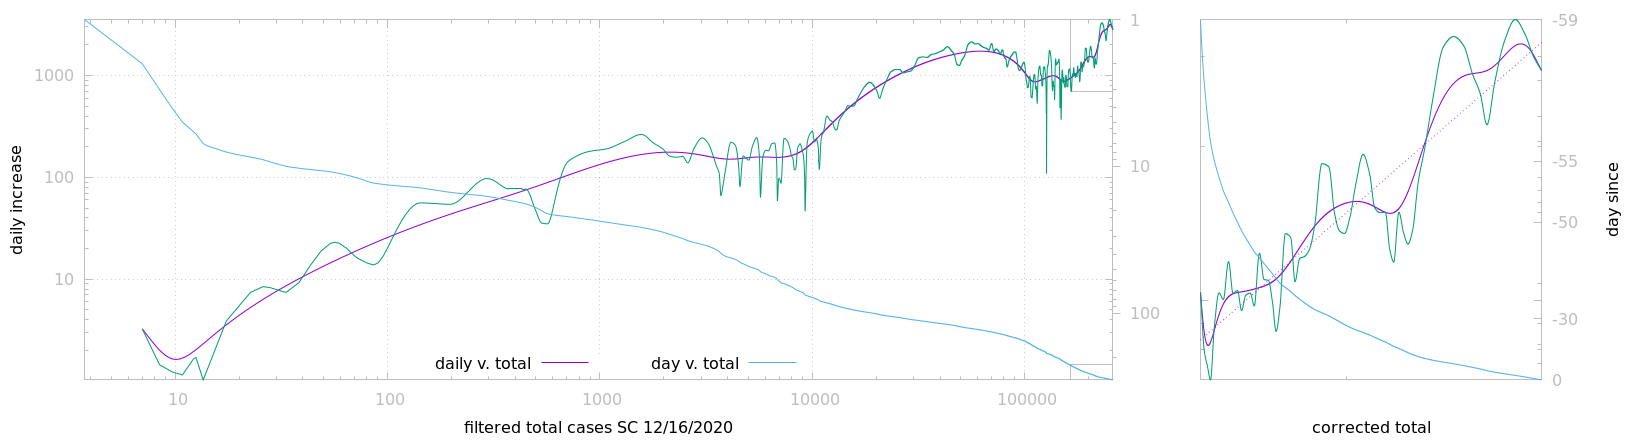 1000
100
10
daily increase
10
100
1000
10000
100000
filtered total cases SC 12/16/2020
daily v. total
day v. total
1
10
100
-59
-55
-50
-30
0
day since
corrected total